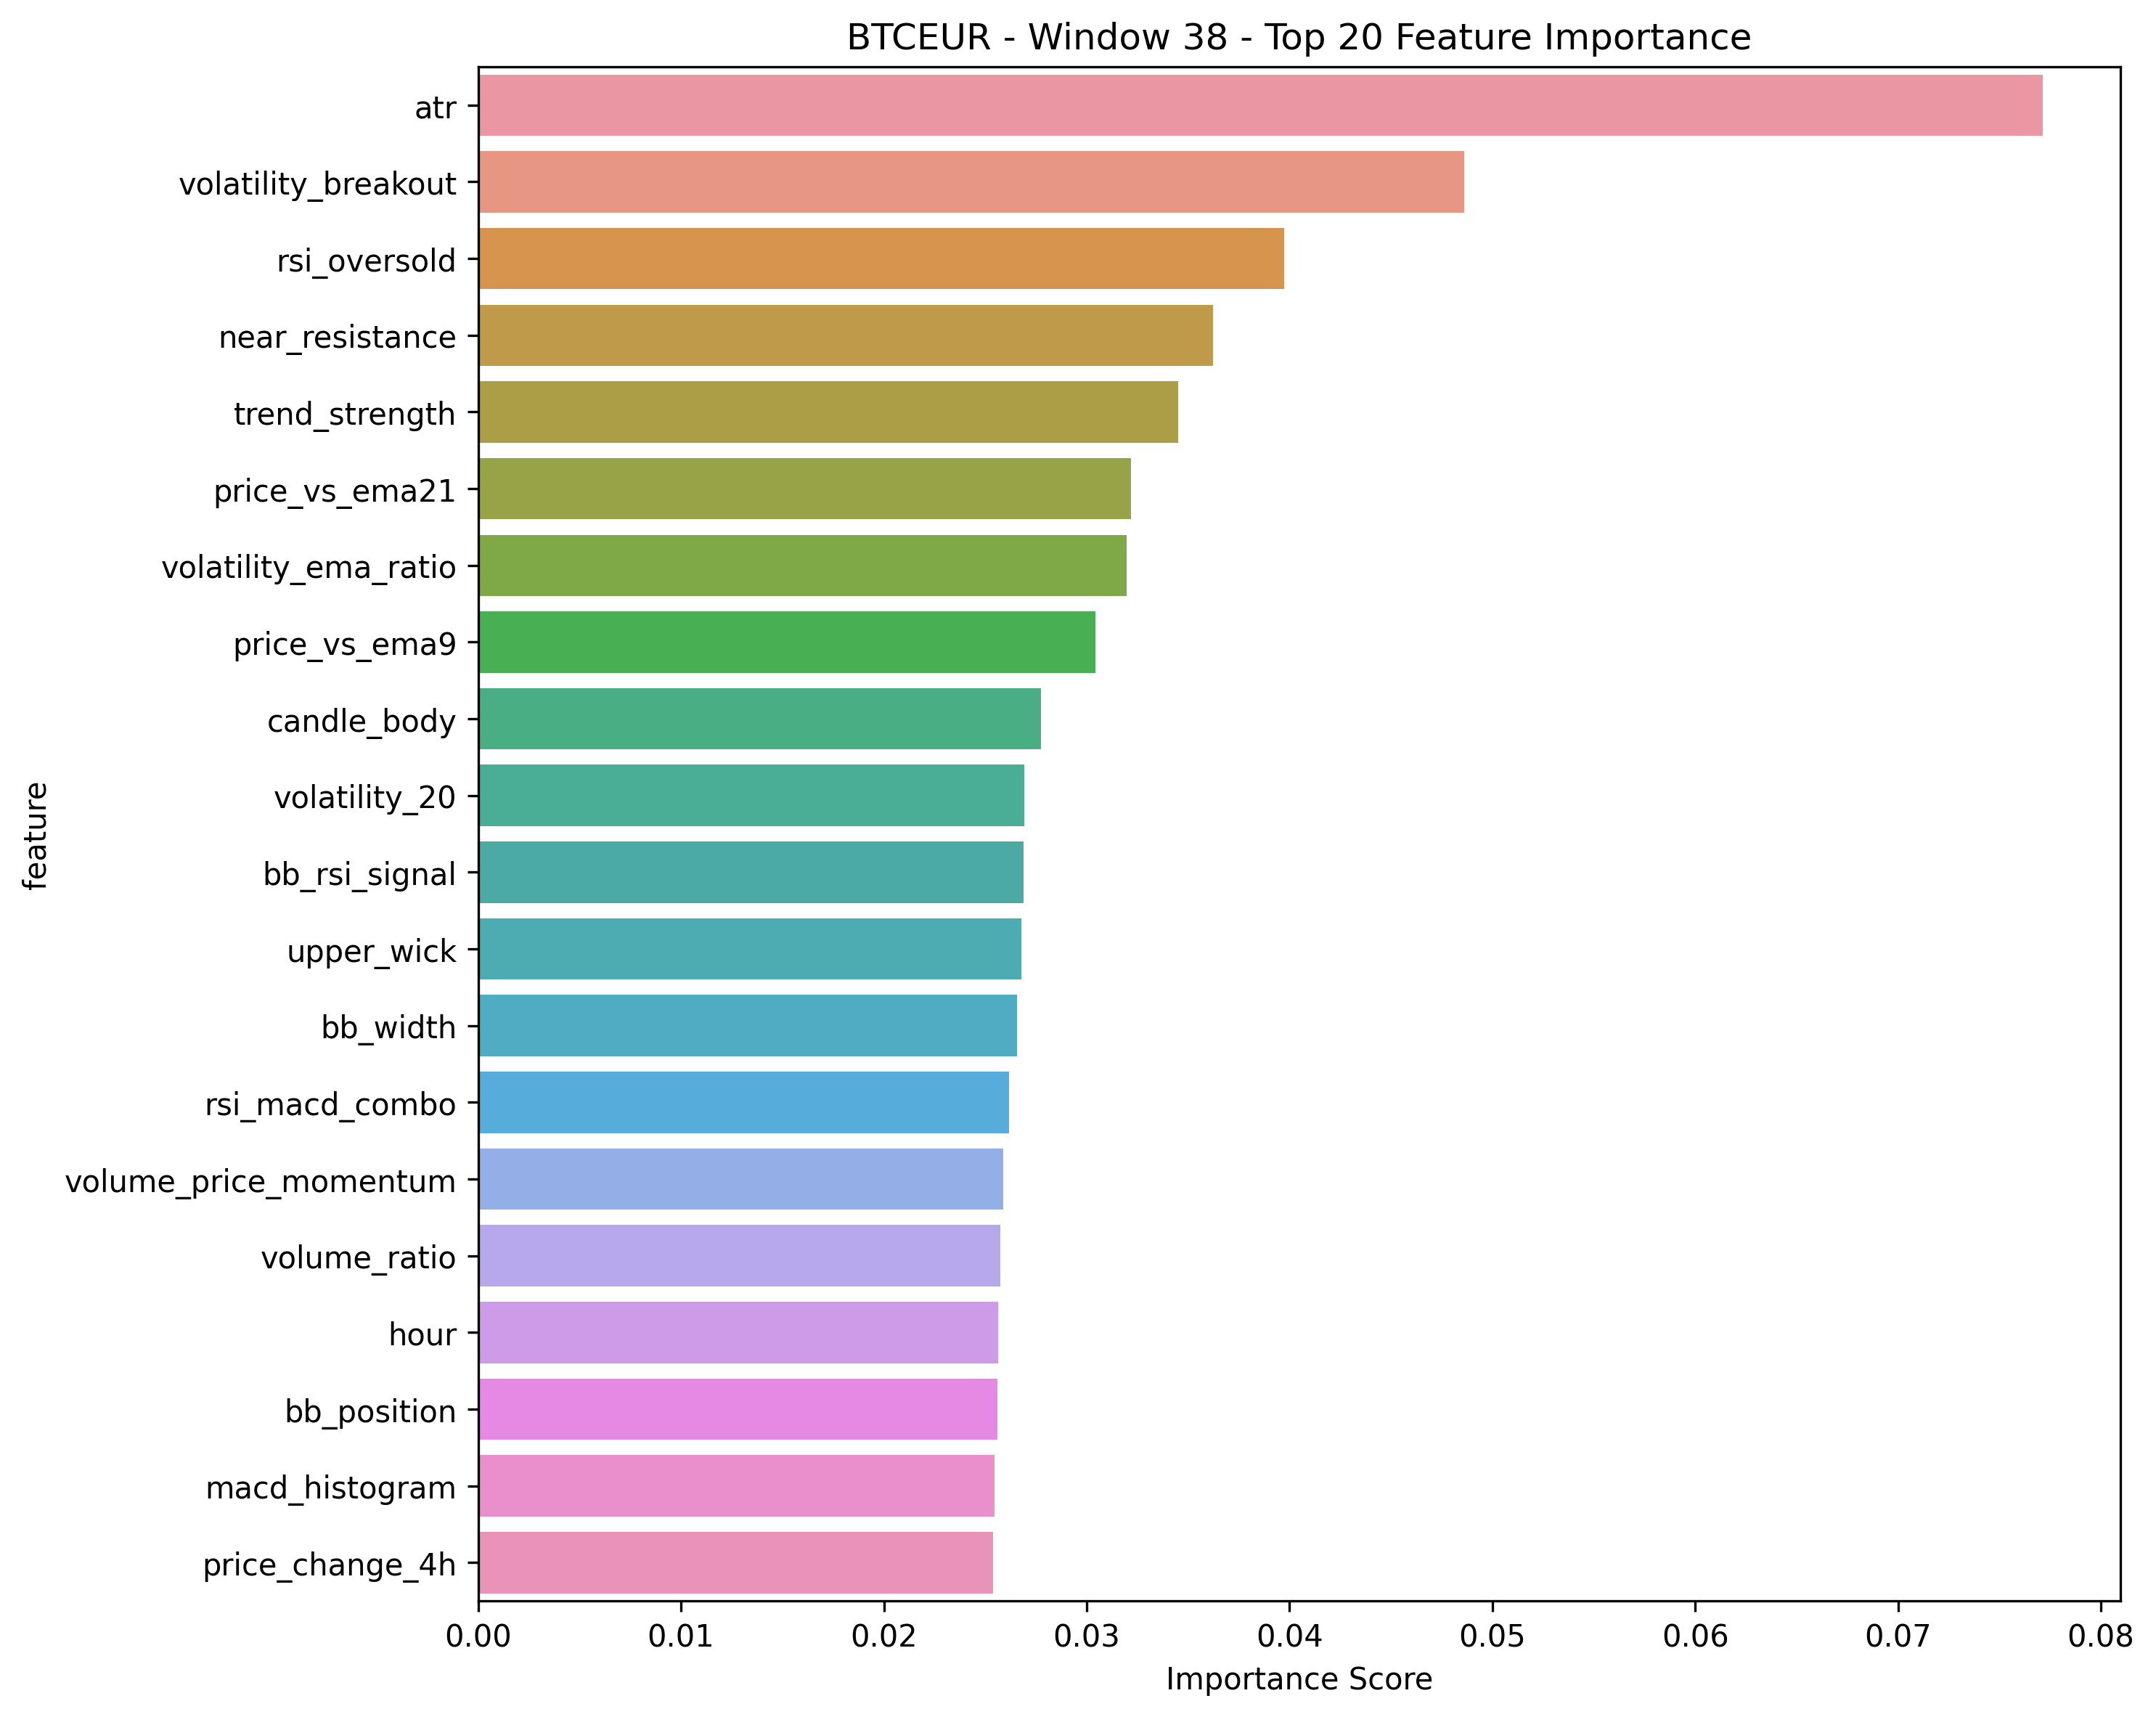 BTCEUR - Window 38 - Top 20 Feature Importance
feature
atr
volatility_breakout
rsi_oversold
near_resistance
trend_strength
price_vs_ema21
volatility_ema_ratio
price_vs_ema9
candle_body
volatility_20
bb_rsi_signal
upper_wick
bb_width
rsi_macd_combo
volume_price_momentum
volume_ratio
hour
bb_position
macd_histogram
price_change_4h
0.00 0.01 0.02 0.03 0.04 0.05 0.06 0.07 0.08
Importance Score